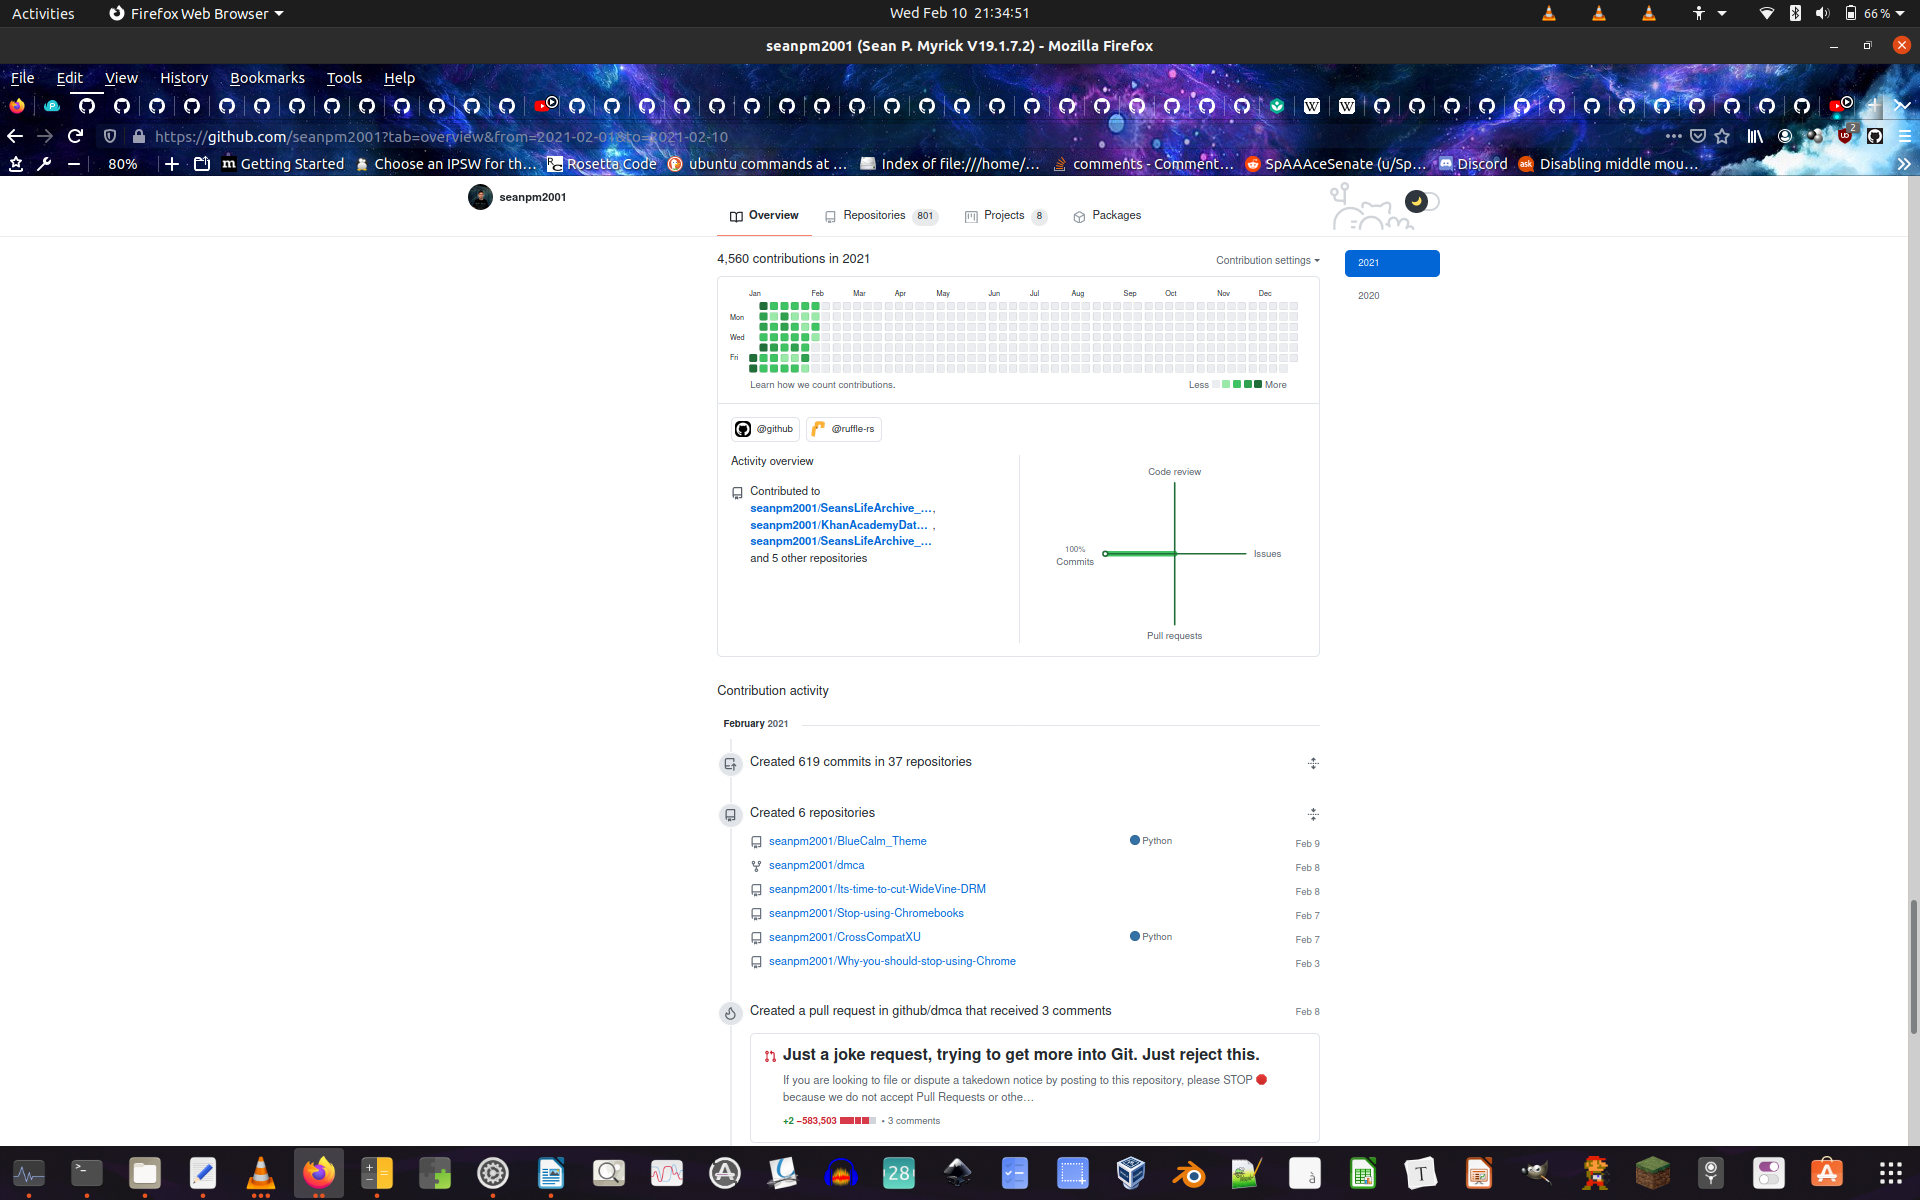 Activities
Firefox Web Browser
Wed Feb 10 21:34:51
66 %
seanpm2001 (Sean P. Myrick V19.1.7.2) - Mozilla Firefox
File Edit View History Bookmarks Tools Help
https://github.com/seanpm2001?tab=overview&from=2021-02-01&to=2021-02-10
2
80%
Getting Started
Choose an IPSW for th…
Rosetta Code
ubuntu commands at …
Index of file:///home/…
comments - Comment…
SpAAAceSenate (u/Sp…
Discord
Disabling middle mou…
seanpm2001
Overview
Repositories 801
Projects 8
Packages
4,560 contributions in 2021
Contribution settings
2021
2020
Jan Feb Mar Apr May Jun Jul Aug Sep Oct Nov Dec
Mon
Wed
Fri
Learn how we count contributions.
Less
More
@github
@ruffle-rs
Activity overview
Contributed to
seanpm2001/SeansLifeArchive_…,
seanpm2001/KhanAcademyDat… ,
seanpm2001/SeansLifeArchive_…
and 5 other repositories
Code review
100%
Commits
Issues
Pull requests
Contribution activity
February 2021
Created 619 commits in 37 repositories
Created 6 repositories
seanpm2001/BlueCalm_Theme Python Feb 9
seanpm2001/dmca Feb 8
seanpm2001/Its-time-to-cut-WideVine-DRM Feb 8
seanpm2001/Stop-using-Chromebooks Feb 7
seanpm2001/CrossCompatXU Python Feb 7
seanpm2001/Why-you-should-stop-using-Chrome Feb 3
Created a pull request in github/dmca that received 3 comments Feb 8
Just a joke request, trying to get more into Git. Just reject this.
If you are looking to file or dispute a takedown notice by posting to this repository, please STOP
because we do not accept Pull Requests or othe…
+2 −583,503 • 3 comments
28